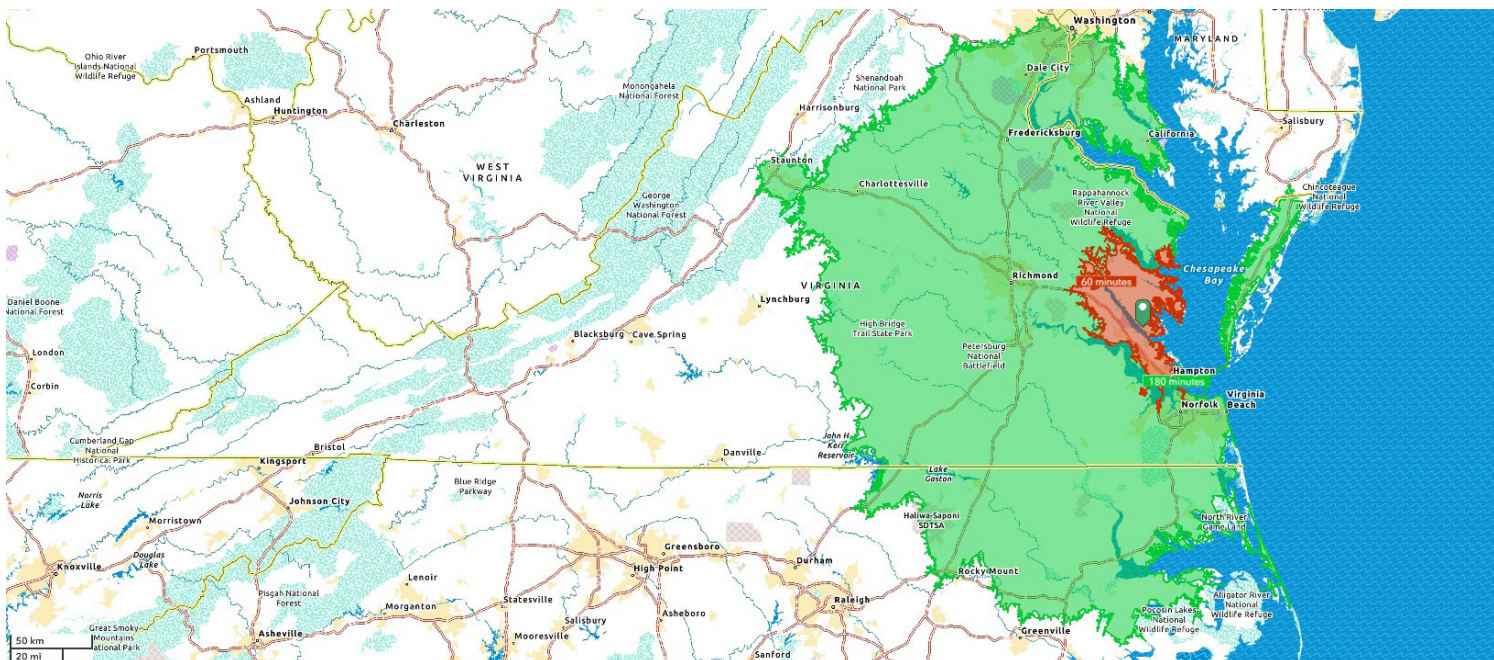 Washington
MARYLAND
Ohio River
Islands National
Wildlife Refuge
Portsmouth
Shenandoah
National Park
Dale City
Monongahela
National Forest
Ashland
Huntington
Harrisonburg
Charleston
Salisbury
Fredericksburg
California
WEST
VIRGINIA
Staunton
Charlottesville
Chincoteague
National
Wildlife Refuge
George
Washington
National Forest
Rappahannock
River Valley
National
Wildlife Refuge
Chesapeake
Bay
Richmond
60 minutes
VIRGINIA
Lynchburg
Daniel Boone
National Forest
High Bridge
Trail State Park
Blacksburg
Cave Spring
Petersburg
National
Battlefield
London
Corbin
Hampton
180 minutes
Virginia
Beach
Norfolk
Cumberland Gap
National
Historical Park
Bristol
John H.
Kerr
Reservoir
Danville
Kingsport
Lake
Gaston
Blue Ridge
Parkway
Norris
Lake
Johnson City
Haliwa-Saponi
SDTSA
North River
Game Land
Morristown
Douglas
Lake
Knoxville
Greensboro
High Point
Durham
Rocky Mount
Lenoir
Pisgah National
Forest
Statesville
Morganton
Raleigh
Asheboro
Salisbury
Alligator River
National
Wildlife Refuge
Pocosin Lakes
National
Wildlife Refuge
Great Smoky
Mountains
National Park
Asheville
Mooresville
Greenville
Sanford
50 km
20 mi